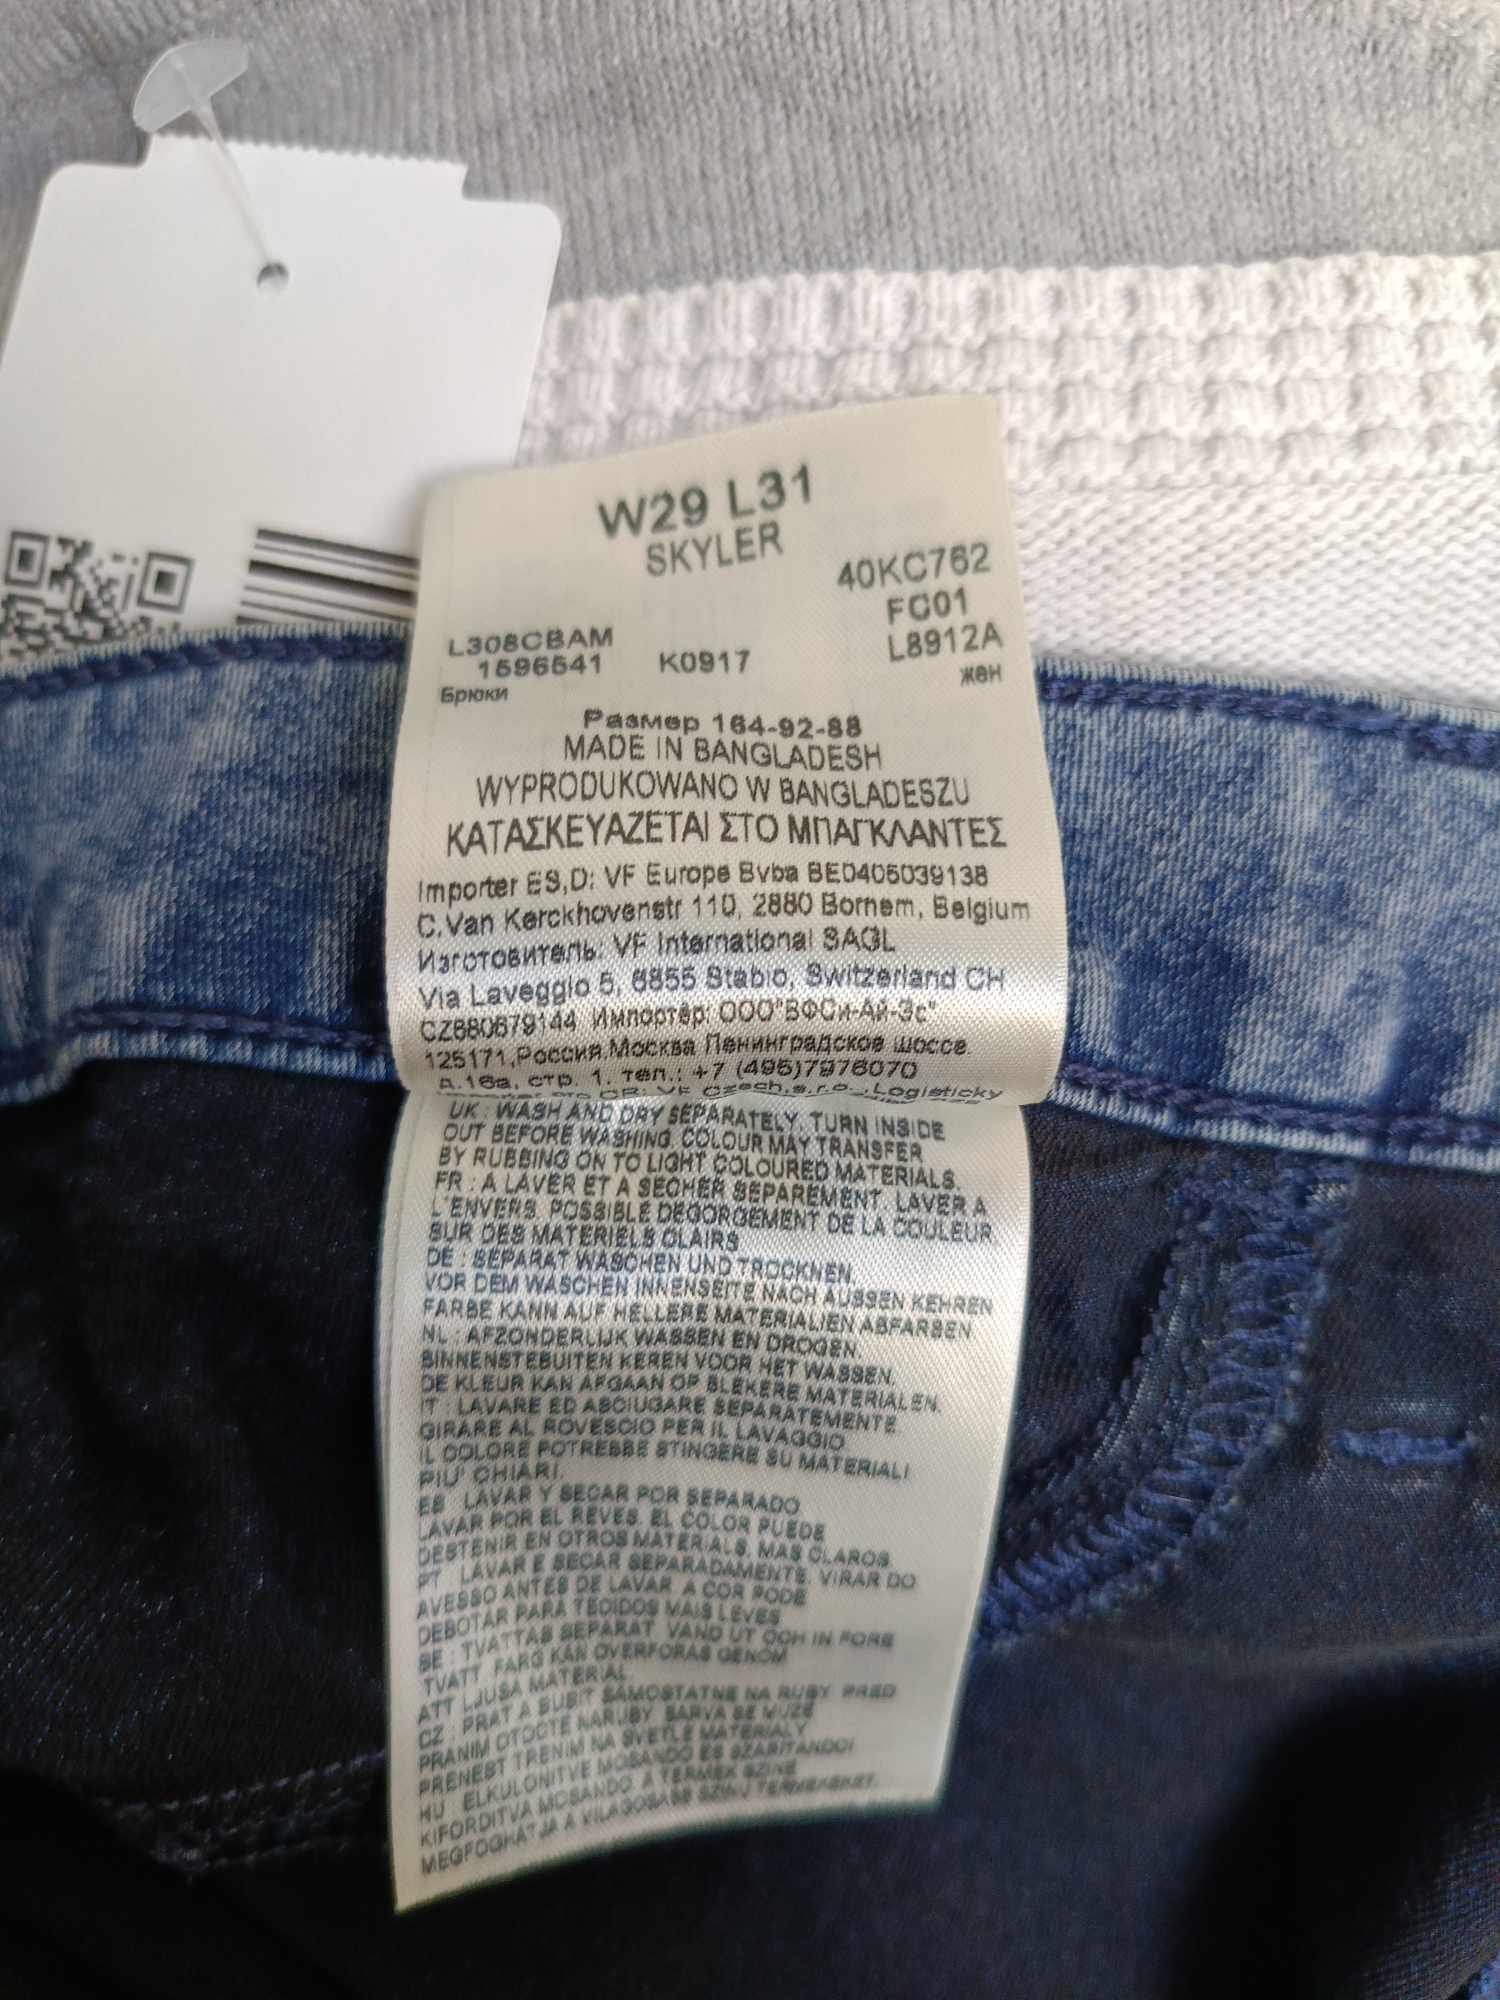 W29 L31
SKYLER
40KC762
FC01
L308CBAM
L8912A
1596541 K0917
Брюки
жен
Размер 164-92-88
MADE IN BANGLADESH
WYPRODUKOWANO W BANGLADESZU
ΚΑΤΑΣΚΕΥΑΖΕΤΑΙ ΣΤΟ ΜΠΑΓΚΛΑΝΤΕΣ
Importer ES,D: VF Europe Bvba BE0405039138
C.Van Kerckhovenstr 110, 2880 Bornem, Belgium
Изготовитель: VF International SAGL
Via Laveggio 5, 6855 Stabio, Switzerland CH
CZ680679144 Импортёр: ООО"ВФСи-Ай-Эс"
125171,Россия,Москва Ленинградское шоссе
д.16а, стр. 1. тел.: +7 (495)7976070
Importer pro CR: VF Czech,s.r.o.,Logisticky
UK : WASH AND DRY SEPARATELY, TURN INSIDE
OUT BEFORE WASHING. COLOUR MAY TRANSFER
BY RUBBING ON TO LIGHT COLOURED MATERIALS.
FR : A LAVER ET A SECHER SEPAREMENT. LAVER A
L'ENVERS. POSSIBLE DEGORGEMENT DE LA COULEUR
SUR DES MATERIELS CLAIRS
DE : SEPARAT WASCHEN UND TROCKNEN.
VOR DEM WASCHEN INNENSEITE NACH AUSSEN KEHREN
FARBE KANN AUF HELLERE MATERIALIEN ABFARBEN
NL : AFZONDERLIJK WASSEN EN DROGEN.
BINNENSTEBUITEN KEREN VOOR HET WASSEN.
DE KLEUR KAN AFGAAN OP BLEKERE MATERIALEN.
IT : LAVARE ED ASCIUGARE SEPARATEMENTE.
GIRARE AL ROVESCIO PER IL LAVAGGIO
IL COLORE POTREBBE STINGERE SU MATERIALI
PIU' CHIARI.
ES : LAVAR Y SECAR POR SEPARADO
LAVAR POR EL REVES. EL COLOR PUEDE
DESTENIR EN OTROS MATERIALS, MAS CLAROS.
PT : LAVAR E SECAR SEPARADAMENTE. VIRAR DO
AVESSO ANTES DE LAVAR. A COR PODE
DEBOTAR PARA TEDIDOS MAIS LEVES
SE : TVATTAS SEPARAT. VAND UT OCH IN FORE
TVATT. FARG KAN OVERFORAS GENOM
ATT LJUSA MATERIAL.
CZ : PRAT A SUSIT SAMOSTATNE NA RUBY. PRED
PRANIM OTOCTE NARUBY. BARVA SE MUZE
PRENEST TRENIM NA SVETLE MATERIALY
HU : ELKULONITVE MOSANDO ES SZARITANDO!
KIFORDITVA MOSANDO. A TERMEK SZINE
MEGFOGHATJA A VILAGOSABB SZINU TERMEKEKET.